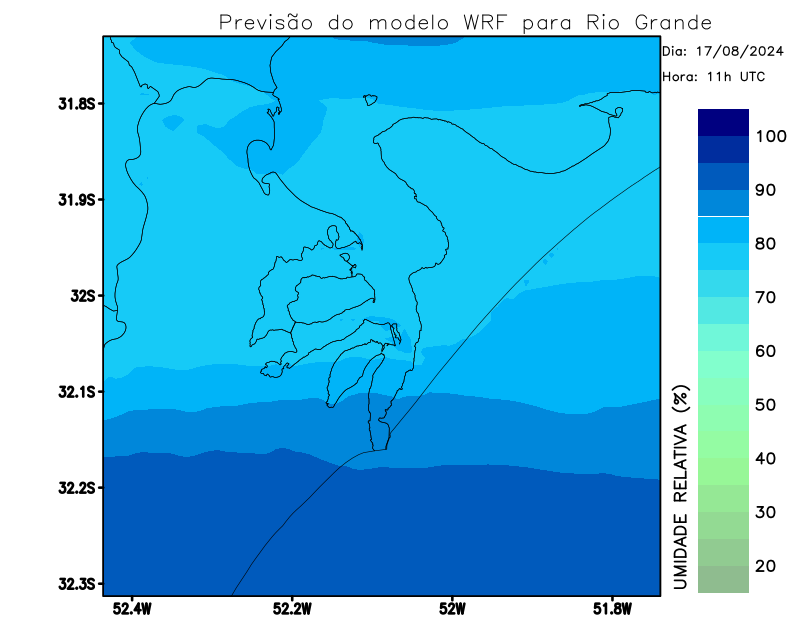 Previsão do modelo WRF para Rio Grande
Dia: 17/08/2024
Hora: 11h UTC
31.8S
31.9S
32S
32.1S
32.2S
32.3S
52.4W
52.2W
52W
51.8W
100
90
80
70
60
50
40
30
20
UMIDADE RELATIVA (%)